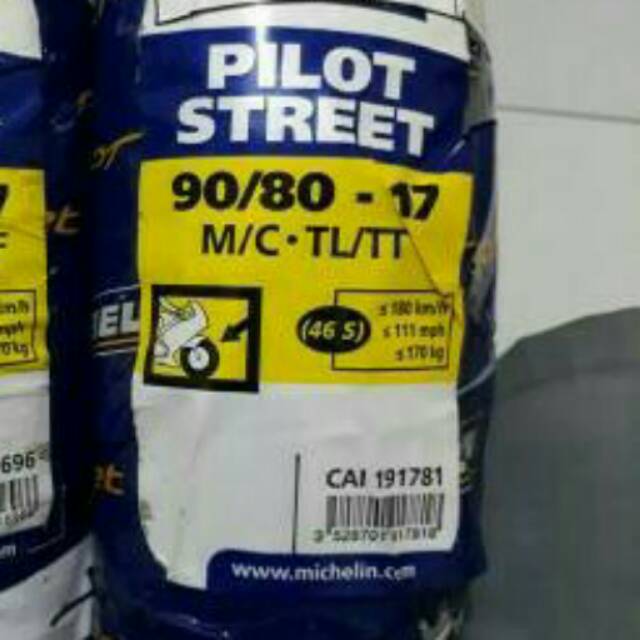 PILOT
STREET
90/80 - 17
M/C • TL/TT
(46 S)
≤ 180 km/h
≤ 111 mph
≤ 170 kg
CAI 191781
www.michelin.com